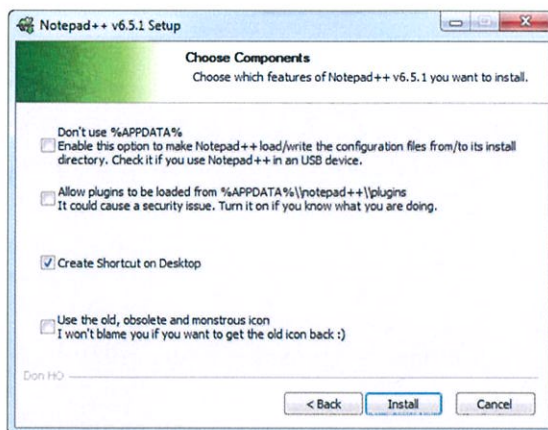 Notepad++ v6.5.1 Setup
Choose Components
Choose which features of Notepad++ v6.5.1 you want to install.
Don't use %APPDATA%
Enable this option to make Notepad++ load/write the configuration files from/to its install
directory. Check it if you use Notepad++ in an USB device.
Allow plugins to be loaded from %APPDATA%\\notepad++\\plugins
It could cause a security issue. Turn it on if you know what you are doing.
Create Shortcut on Desktop
Use the old, obsolete and monstrous icon
I won't blame you if you want to get the old icon back :)
Don HO
< Back Install Cancel